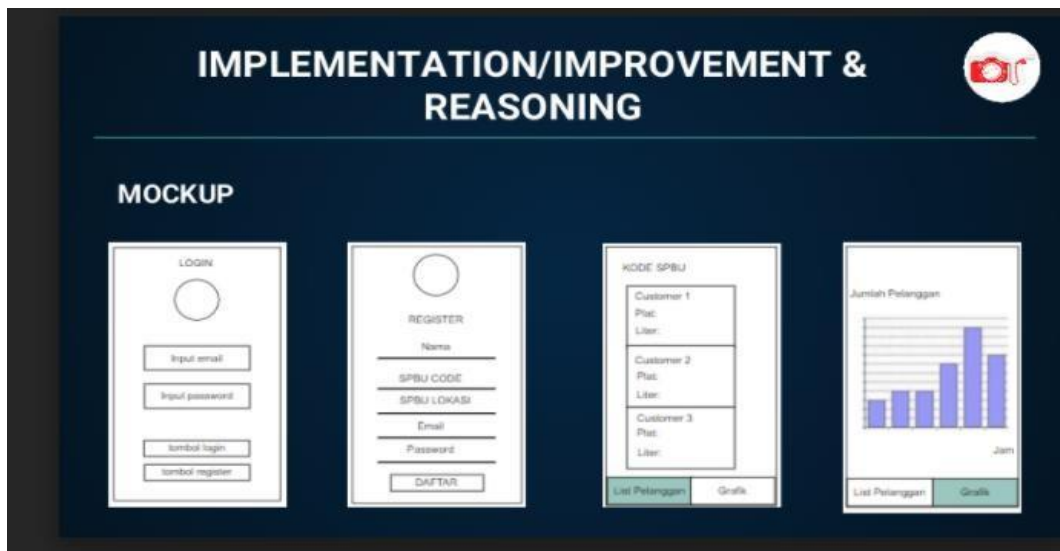 IMPLEMENTATION/IMPROVEMENT &
REASONING
MOCKUP
LOGIN
Input email
Input password
tombol login
tombol register
REGISTER
Nama
SPBU CODE
SPBU LOKASI
Email
Password
DAFTAR
KODE SPBU
Customer 1
Plat:
Liter:
Customer 2
Plat:
Liter:
Customer 3
Plat:
Liter:
List Pelanggan
Grafik
Jumlah Pelanggan
Jam
List Pelanggan
Grafik